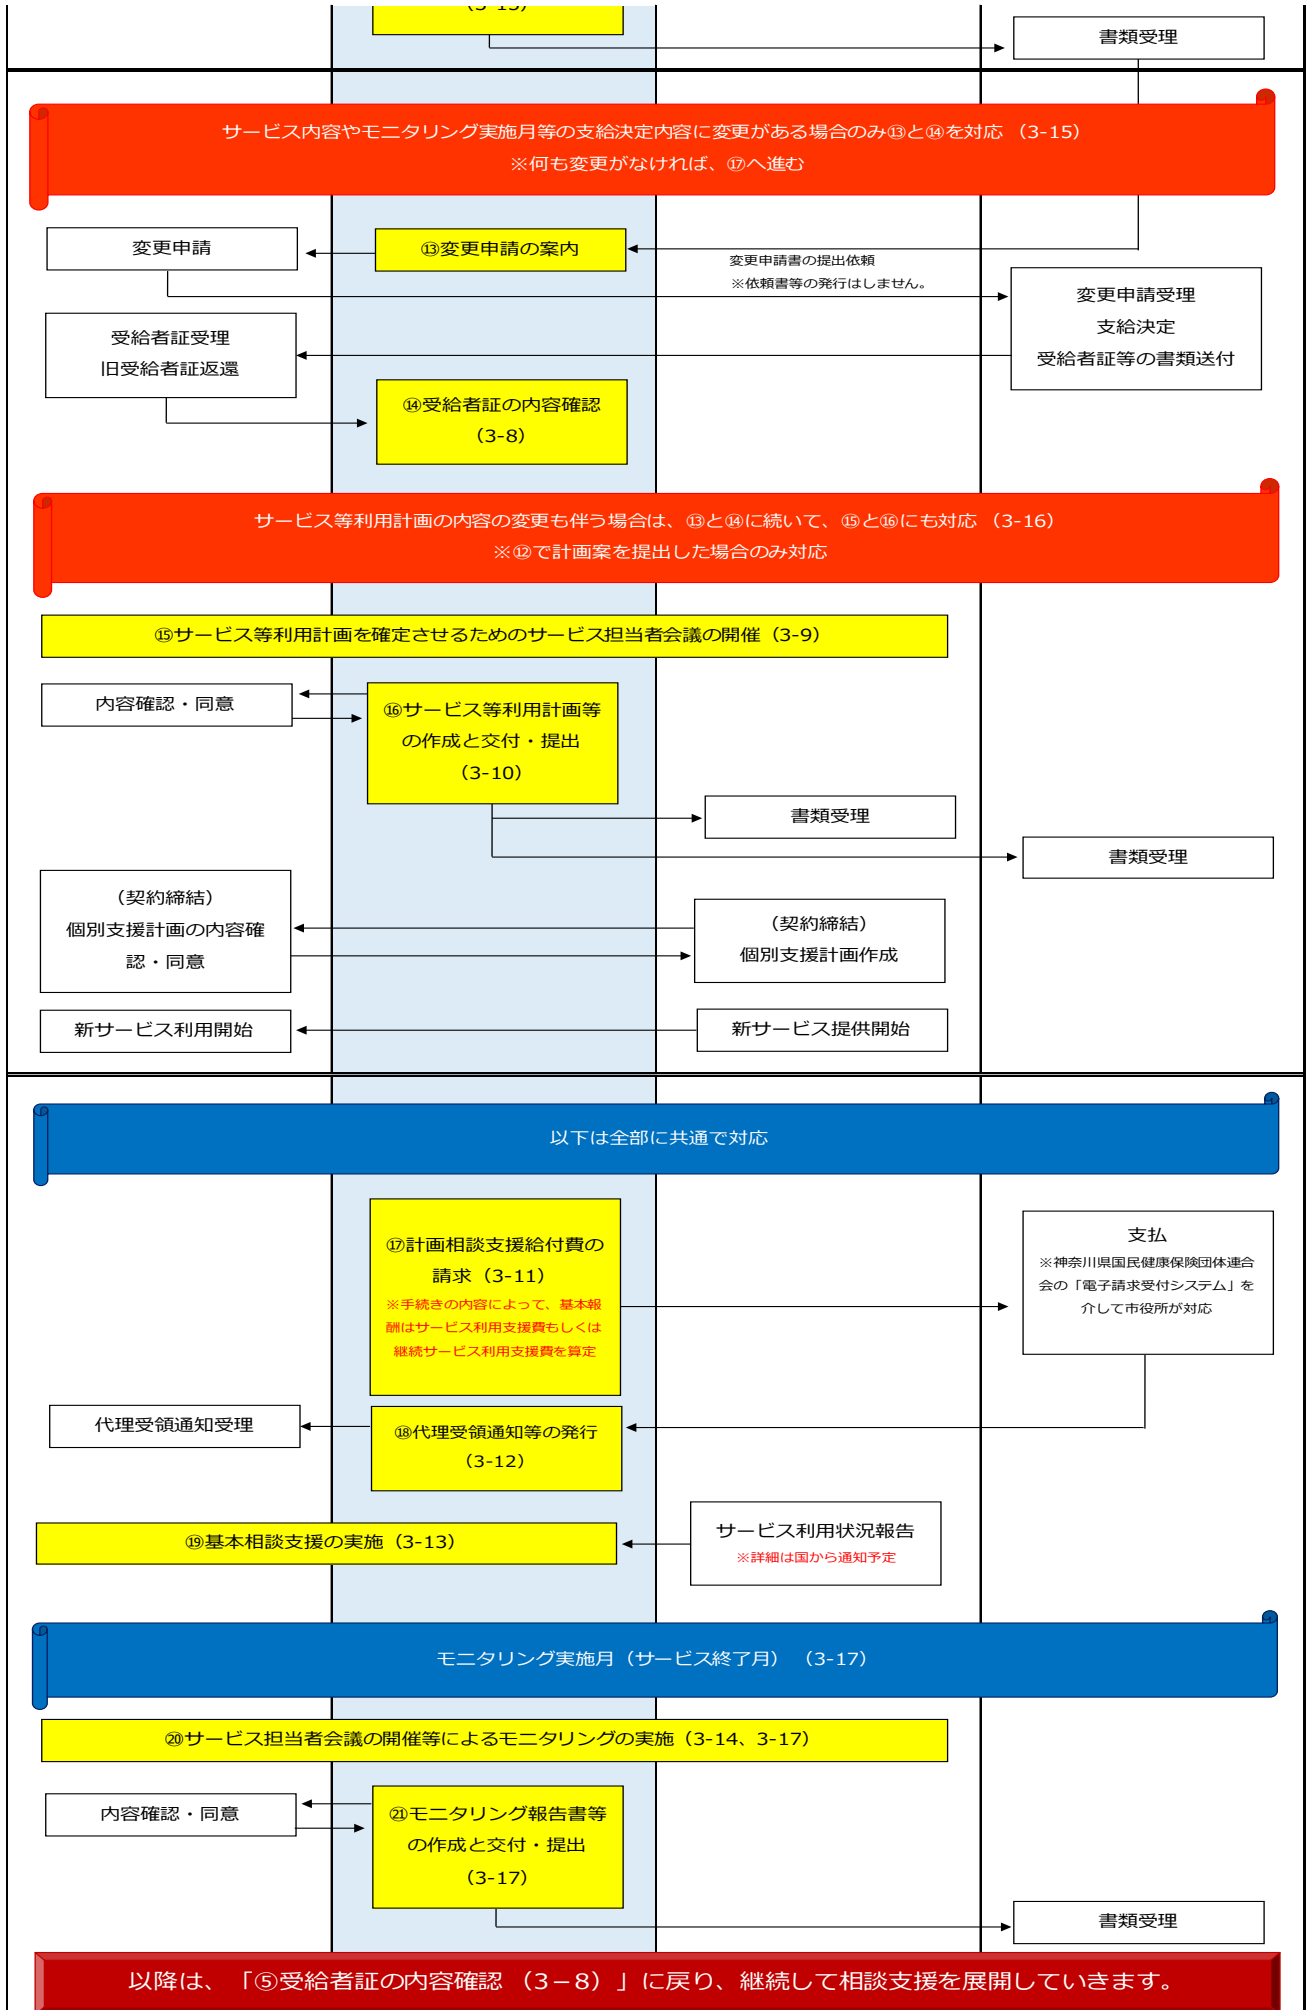 (3-13)
書類受理
サービス内容やモニタリング実施月等の支給決定内容に変更がある場合のみ⑬と⑭を対応 (3-15)
※何も変更がなければ、⑰へ進む
変更申請
⑬変更申請の案内
変更申請書の提出依頼
※依頼書等の発行はしません。
変更申請受理
支給決定
受給者証等の書類送付
受給者証受理
旧受給者証返還
⑭受給者証の内容確認
(3-8)
サービス等利用計画の内容の変更も伴う場合は、⑬と⑭に続いて、⑮と⑯にも対応 (3-16)
※⑫で計画案を提出した場合のみ対応
⑮サービス等利用計画を確定させるためのサービス担当者会議の開催 (3-9)
内容確認・同意
⑯サービス等利用計画等
の作成と交付・提出
(3-10)
書類受理
書類受理
(契約締結)
個別支援計画の内容確
認・同意
(契約締結)
個別支援計画作成
新サービス利用開始
新サービス提供開始
以下は全部に共通で対応
⑰計画相談支援給付費の
請求 (3-11)
※手続きの内容によって、基本報
酬はサービス利用支援費もしくは
継続サービス利用支援費を算定
支払
※神奈川県国民健康保険団体連合
会の「電子請求受付システム」を
介して市役所が対応
代理受領通知受理
⑱代理受領通知等の発行
(3-12)
⑲基本相談支援の実施 (3-13)
サービス利用状況報告
※詳細は国から通知予定
モニタリング実施月 (サービス終了月) (3-17)
⑳サービス担当者会議の開催等によるモニタリングの実施 (3-14、3-17)
内容確認・同意
㉑モニタリング報告書等
の作成と交付・提出
(3-17)
書類受理
以降は、「⑤受給者証の内容確認 (3－8) 」に戻り、継続して相談支援を展開していきます。